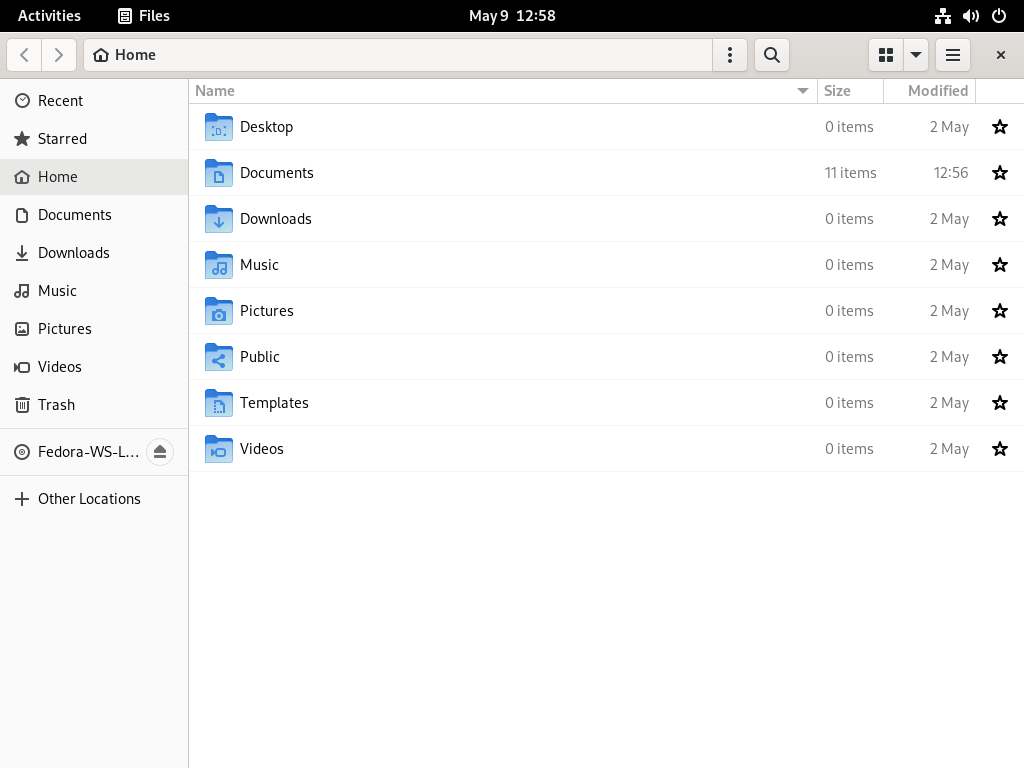 Activities Files May 9 12:58
Home
Name Size Modified
Recent
Starred
Home
Documents
Downloads
Music
Pictures
Videos
Trash
Fedora-WS-L…
Other Locations
Desktop 0 items 2 May
Documents 11 items 12:56
Downloads 0 items 2 May
Music 0 items 2 May
Pictures 0 items 2 May
Public 0 items 2 May
Templates 0 items 2 May
Videos 0 items 2 May